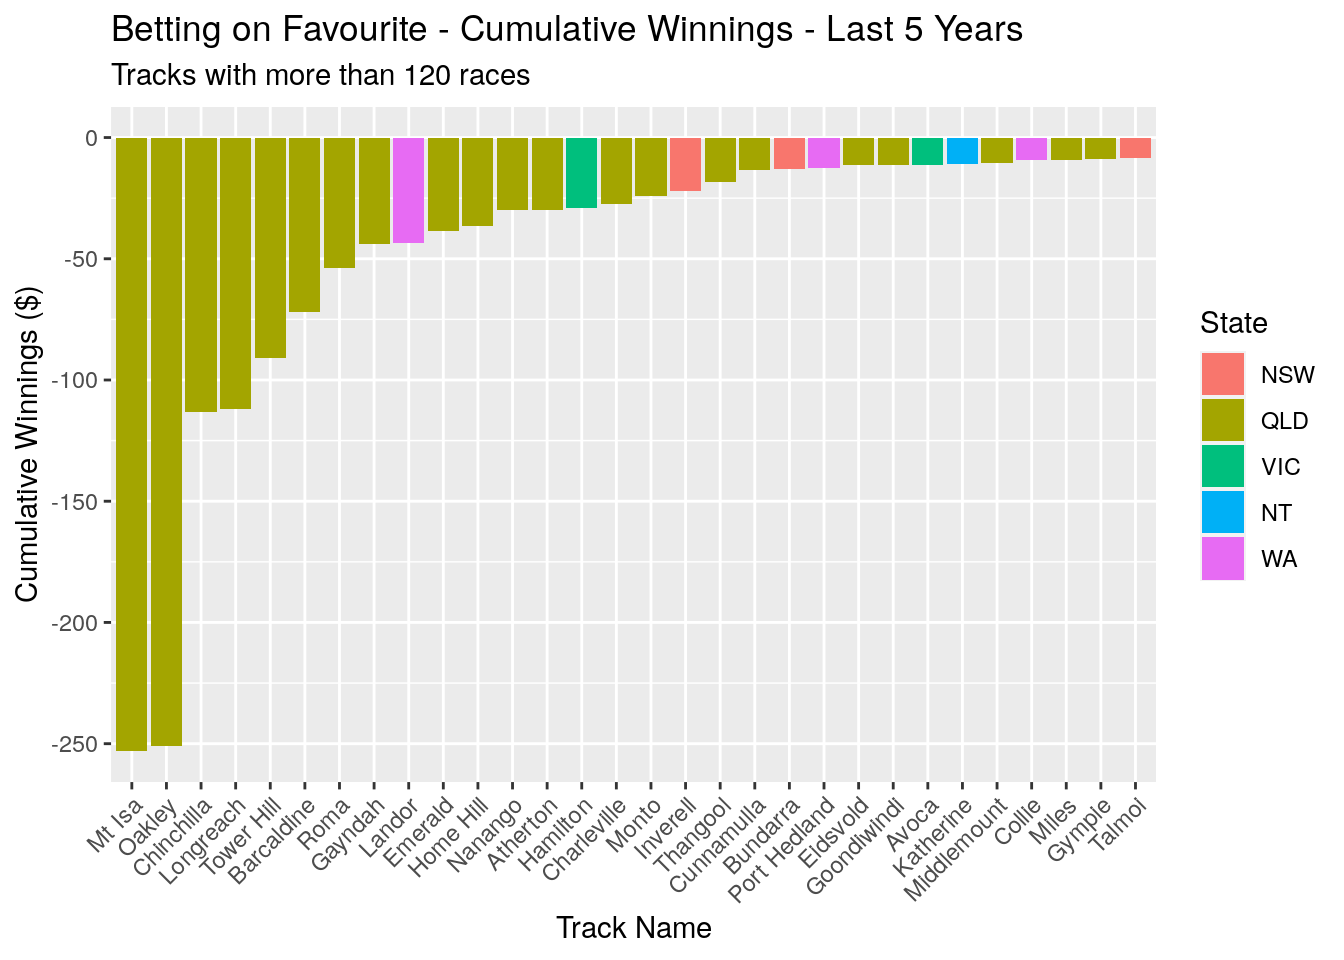 Betting on Favourite - Cumulative Winnings - Last 5 Years
Tracks with more than 120 races
Cumulative Winnings ($)
0
-50
-100
-150
-200
-250
Mt Isa
Oakley
Chinchilla
Longreach
Tower Hill
Barcaldine
Roma
Gayndah
Landor
Emerald
Home Hill
Nanango
Atherton
Hamilton
Charleville
Monto
Inverell
Thangool
Cunnamulla
Bundarra
Port Hedland
Eidsvold
Goondiwindi
Avoca
Katherine
Middlemount
Collie
Miles
Gympie
Talmoi
Track Name
State
NSW
QLD
VIC
NT
WA